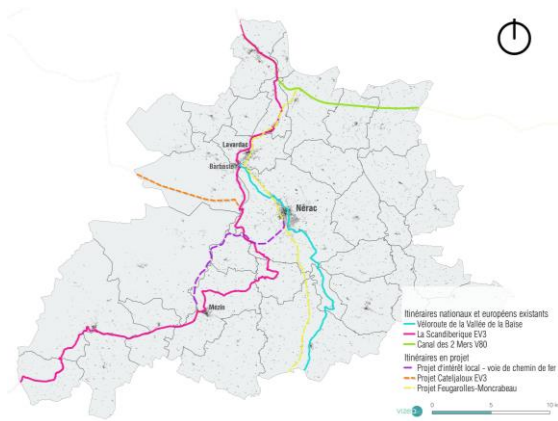 Lavardac
Barbaste
Nérac
Mézin
Itinéraires nationaux et européens existants
Véloroute de la Vallée de la Baïse
La Scandibérique EV3
Canal des 2 Mers V80
Itinéraires en projet
Projet d'intérêt local - voie de chemin de fer
Projet Cateljaloux EV3
Projet Feugarolles-Moncrabeau
0 5 10 k